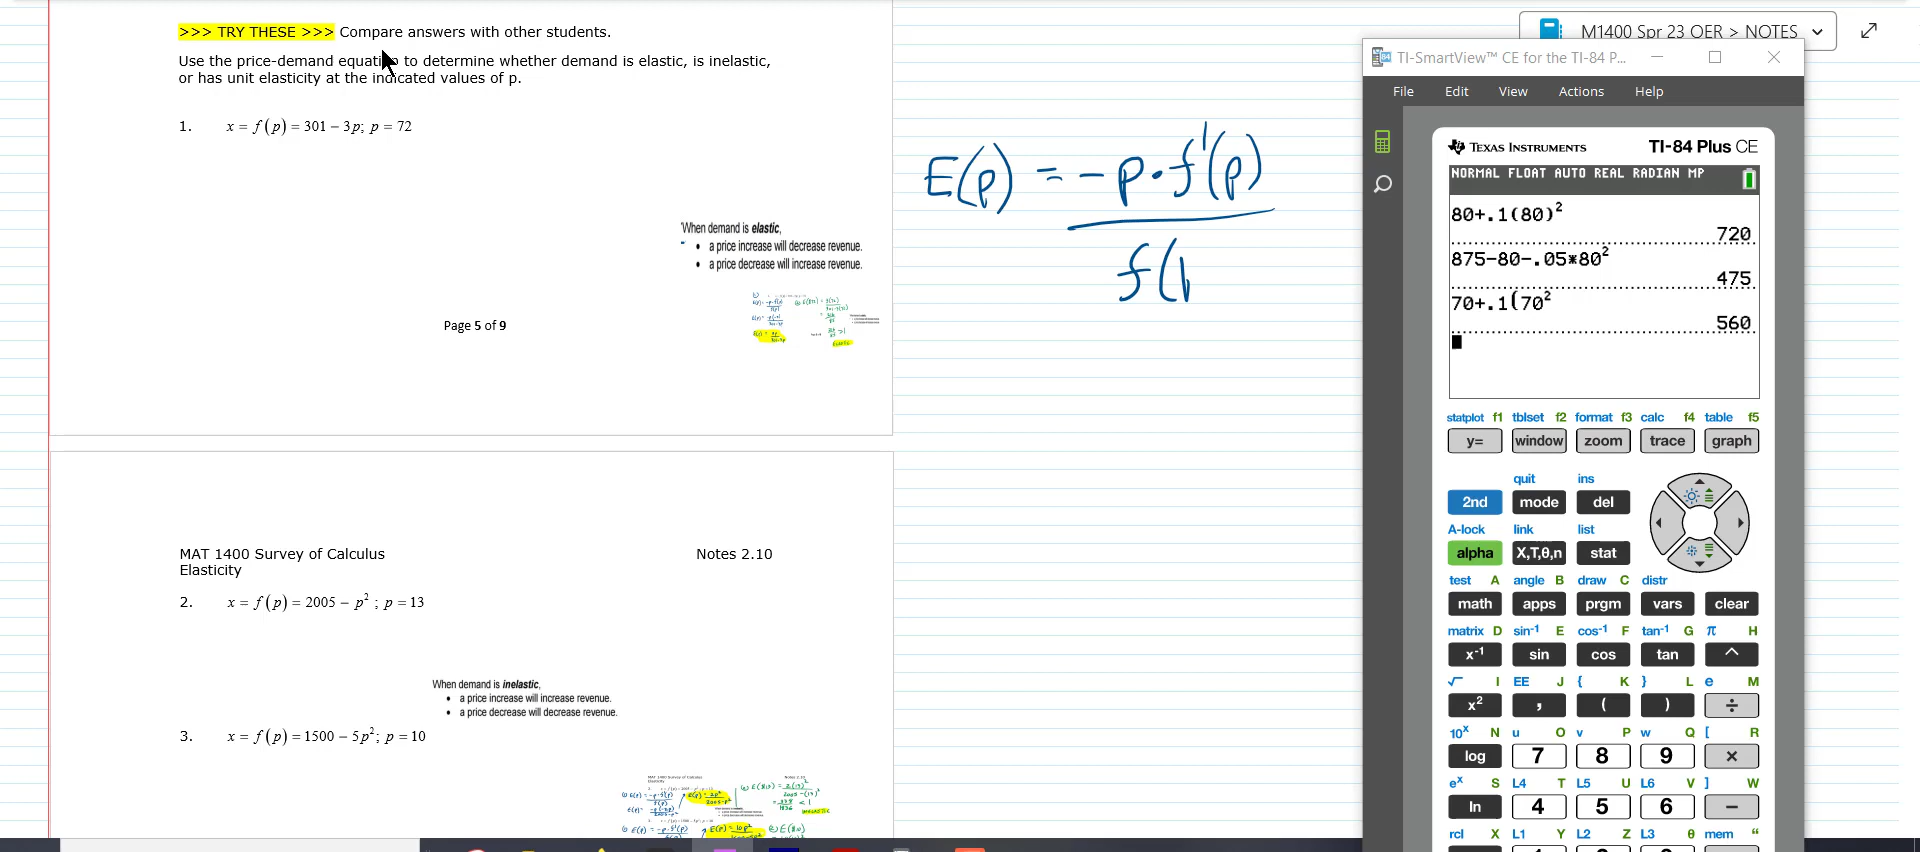 >>> TRY THESE >>> Compare answers with other students.
Use the price-demand equation to determine whether demand is elastic, is inelastic,
or has unit elasticity at the indicated values of p.
1. x = f(p) = 301 − 3p; p = 72
When demand is elastic,
• a price increase will decrease revenue.
• a price decrease will increase revenue.
Page 5 of 9
MAT 1400 Survey of Calculus Notes 2.10
Elasticity
2. x = f(p) = 2005 − p²; p = 13
When demand is inelastic,
• a price increase will increase revenue.
• a price decrease will decrease revenue.
3. x = f(p) = 1500 − 5p²; p = 10
E(p) = −p·f'(p)
f(
M1400 Spr 23 OER > NOTES
TI-SmartView™ CE for the TI-84 P...
File Edit View Actions Help
TEXAS INSTRUMENTS TI-84 Plus CE
NORMAL FLOAT AUTO REAL RADIAN MP
80+.1(80)²
720
875-80-.05*80²
475
70+.1(70²
560
statplot f1 tblset f2 format f3 calc f4 table f5
y= window zoom trace graph
quit ins
2nd mode del
A-lock link list
alpha X,T,θ,n stat
test A angle B draw C distr
math apps prgm vars clear
matrix D sin⁻¹ E cos⁻¹ F tan⁻¹ G π H
x⁻¹ sin cos tan ^
√ I EE J { K } L e M
x² , ( ) ÷
10ˣ N u O v P w Q [ R
log 7 8 9 ×
eˣ S L4 T L5 U L6 V ] W
ln 4 5 6 −
rcl X L1 Y L2 Z L3 θ mem "